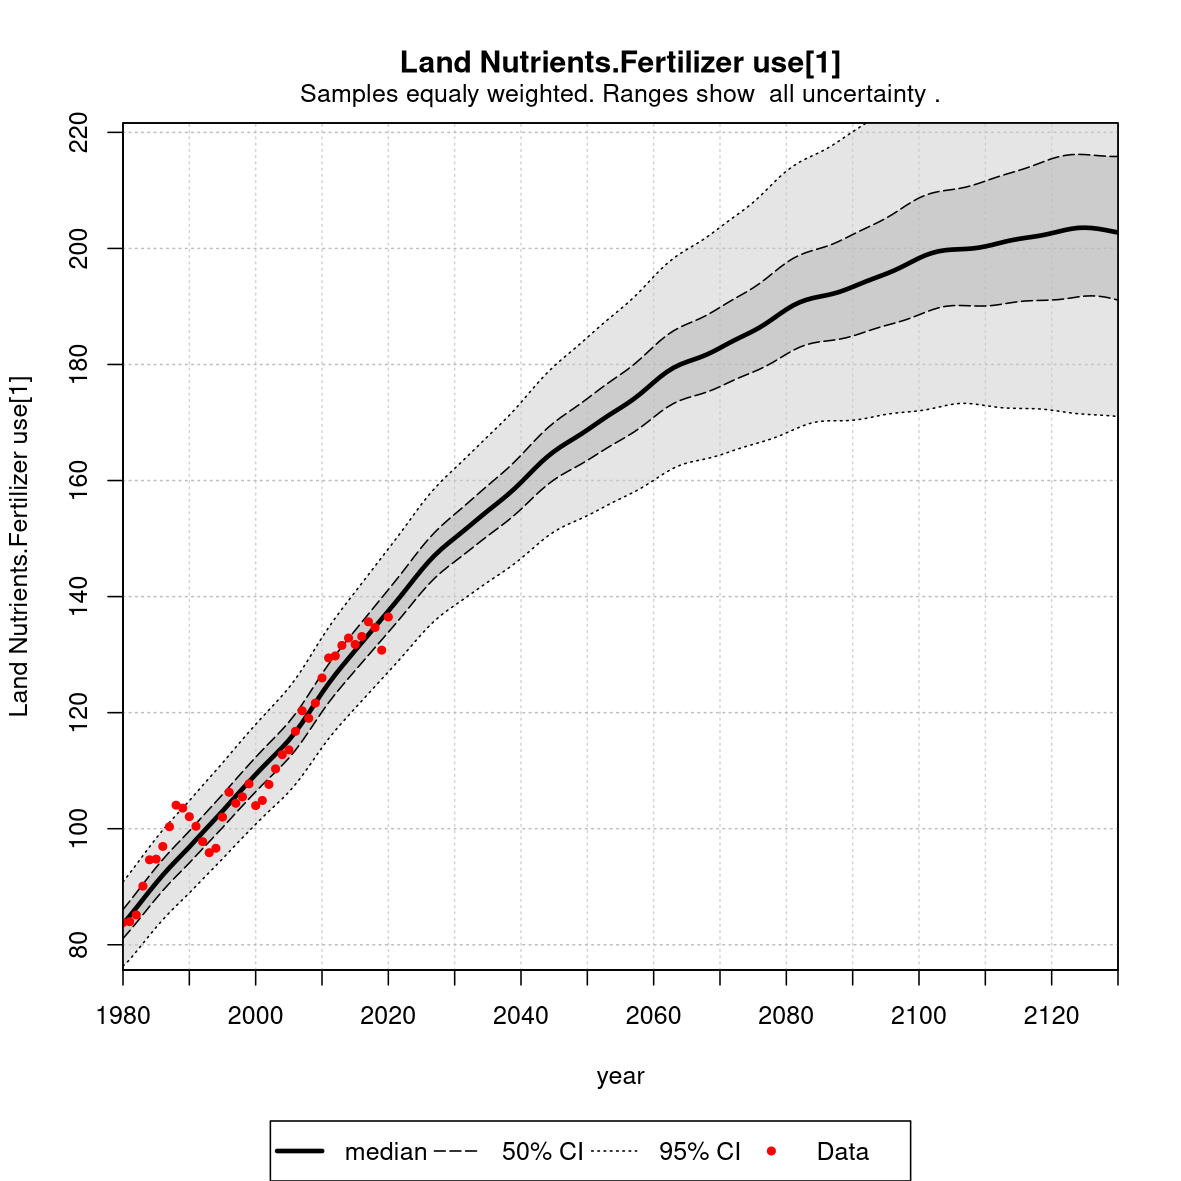 Land Nutrients.Fertilizer use[1]
Samples equaly weighted. Ranges show  all uncertainty .
Land Nutrients.Fertilizer use[1]
220
200
180
160
140
120
100
80
1980 2000 2020 2040 2060 2080 2100 2120
year
median 50% CI 95% CI Data